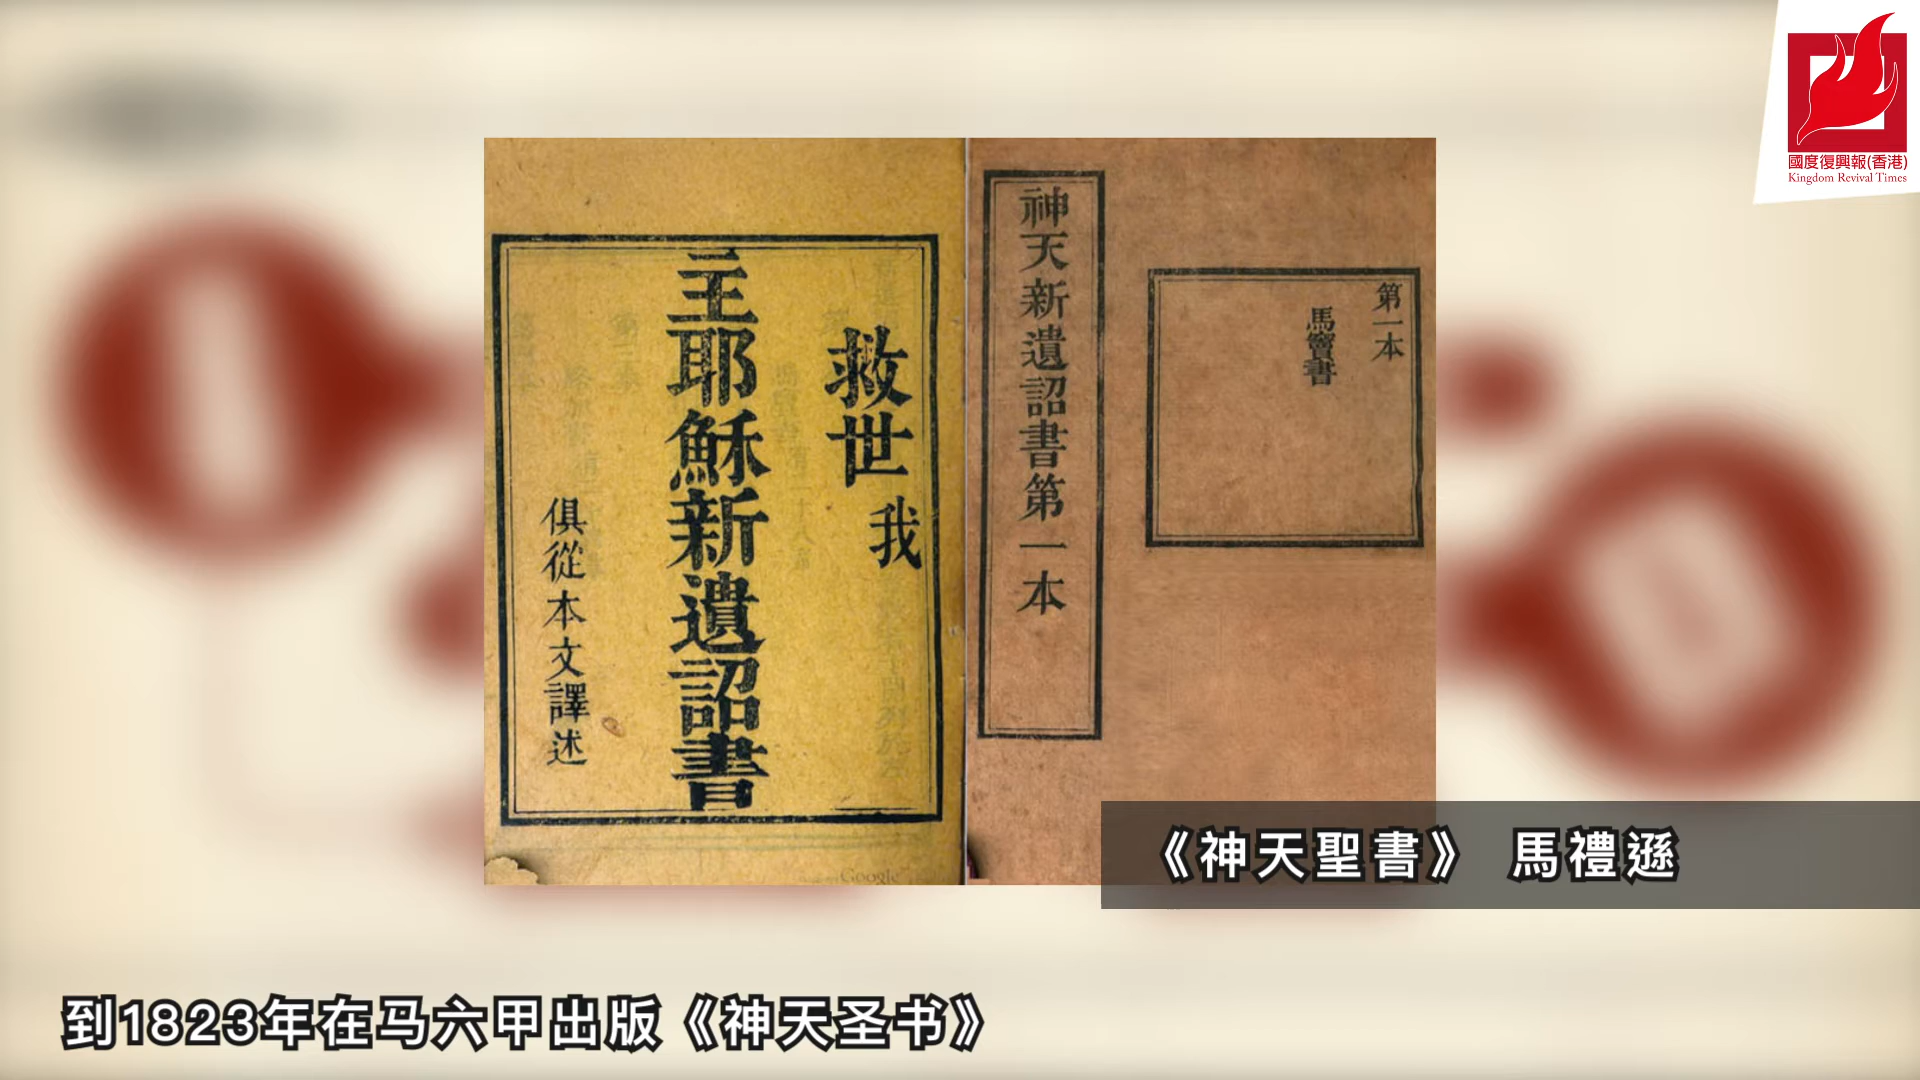 國度復興報(香港)
Kingdom Revival Times
我
救世
主耶穌新遺詔書
俱從本文譯述
第一本
馬竇書
神天新遺詔書第一本
Google
《神天聖書》 馬禮遜
到1823年在马六甲出版《神天圣书》